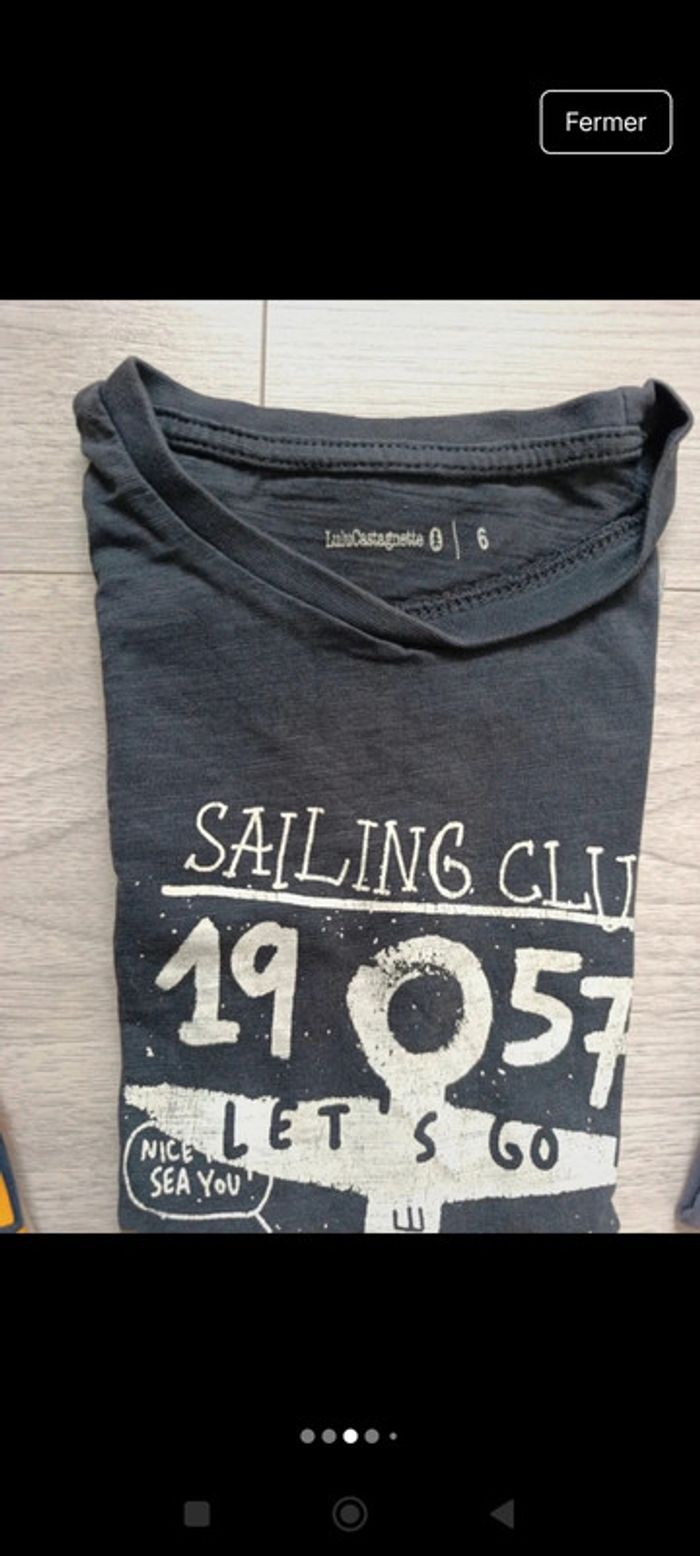 Fermer
LuluCastagnette | 6
SAILING CLU
19 57
LET'S GO
NICE
SEA YOU
E